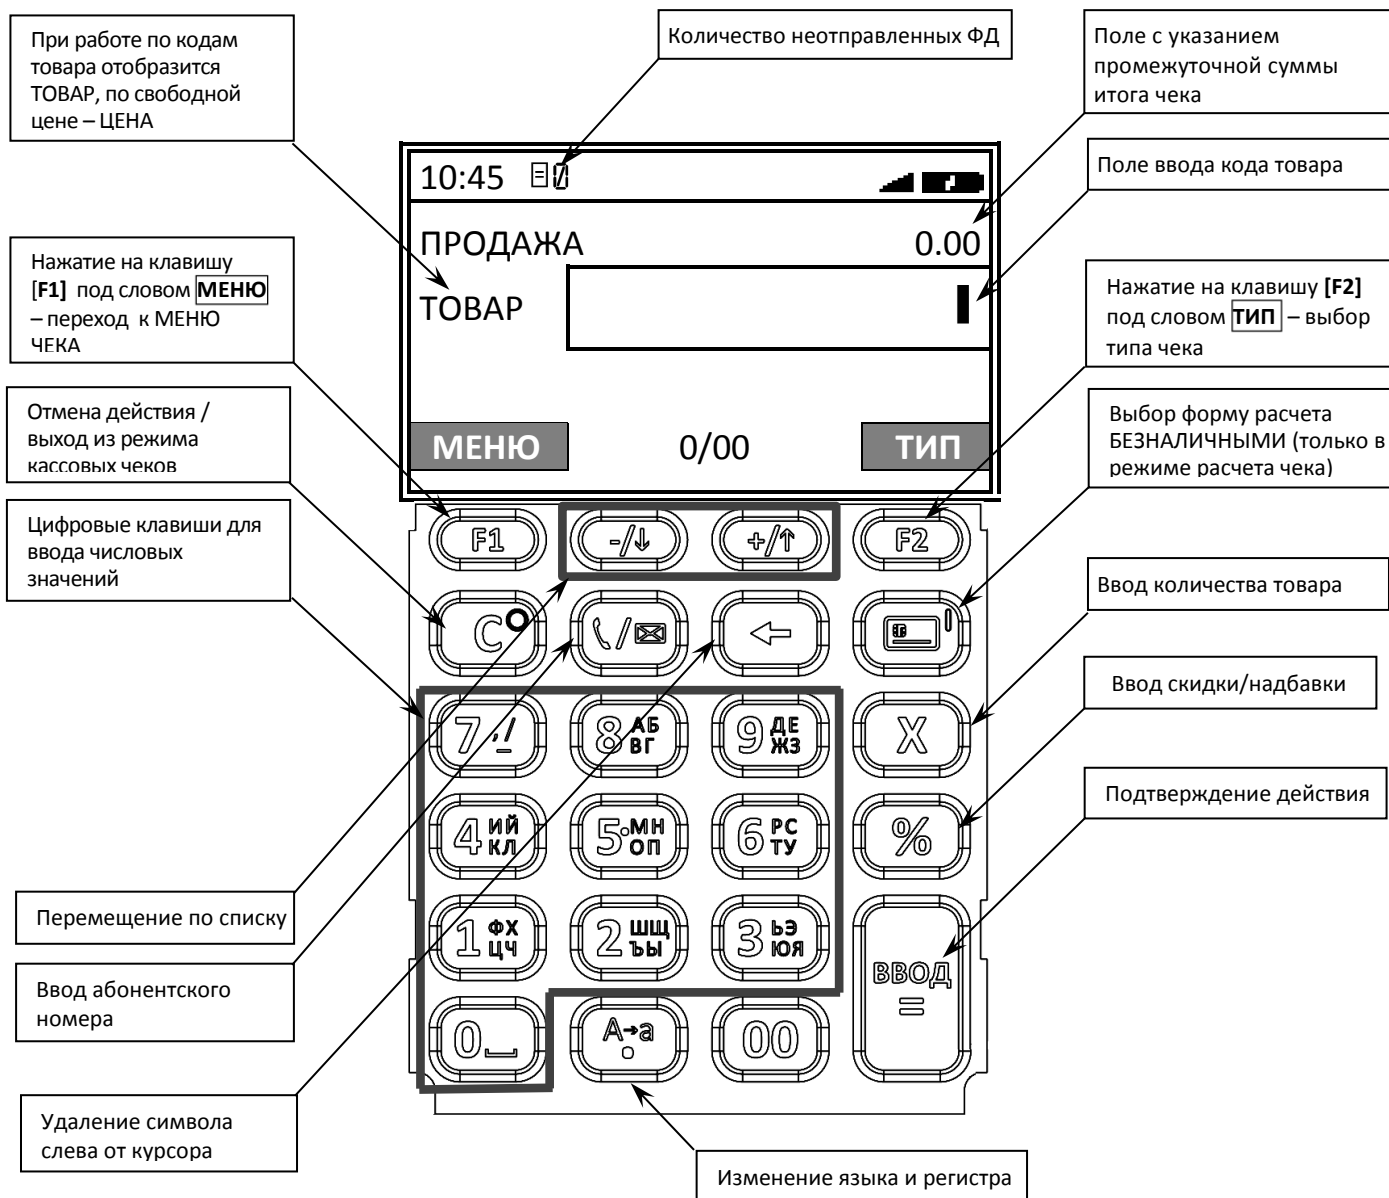 При работе по кодам
товара отобразится
ТОВАР, по свободной
цене – ЦЕНА
Количество неотправленных ФД
Поле с указанием
промежуточной суммы
итога чека
Поле ввода кода товара
10:45 0
ПРОДАЖА 0.00
ТОВАР
МЕНЮ 0/00 ТИП
Нажатие на клавишу
[F1] под словом МЕНЮ
– переход к МЕНЮ
ЧЕКА
Нажатие на клавишу [F2]
под словом ТИП – выбор
типа чека
Отмена действия /
выход из режима
кассовых чеков
Выбор форму расчета
БЕЗНАЛИЧНЫМИ (только в
режиме расчета чека)
Цифровые клавиши для
ввода числовых
значений
Ввод количества товара
Ввод скидки/надбавки
Подтверждение действия
F1 -/↓ +/↑ F2
C / ←
7 ,/_ 8 АБ 9 ДЕ X
ВГ ЖЗ
4 ИЙ 5 МН 6 РС %
КЛ ОП ТУ
1 ФХ 2 ШЩ 3 ЬЭ
ЦЧ ЪЫ ЮЯ
ВВОД
=
0 A→a 00
Перемещение по списку
Ввод абонентского
номера
Удаление символа
слева от курсора
Изменение языка и регистра